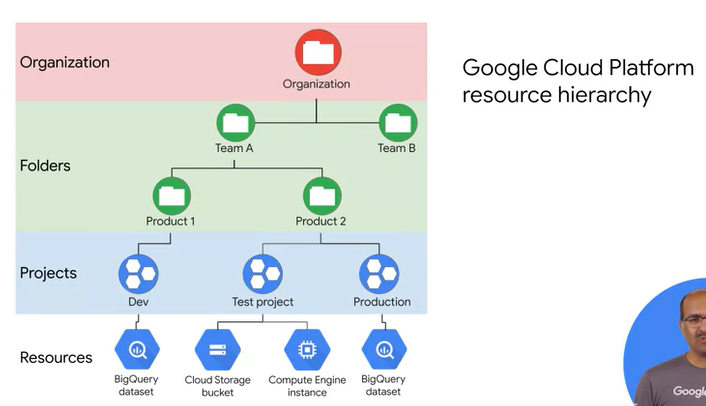 Google Cloud Platform
resource hierarchy
Organization
Organization
Folders
Team A
Team B
Product 1
Product 2
Projects
Dev
Test project
Production
Resources
BigQuery
dataset
Cloud Storage
bucket
Compute Engine
instance
BigQuery
dataset
Google